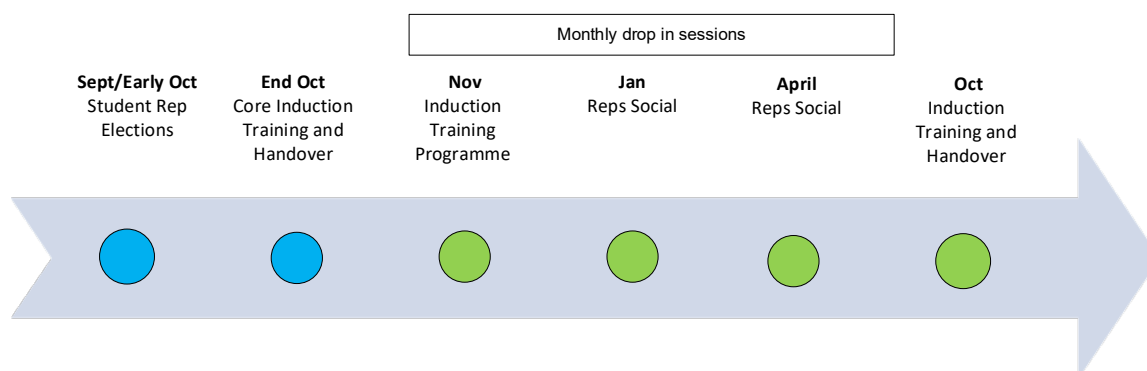 Monthly drop in sessions
Sept/Early Oct
Student Rep
Elections
End Oct
Core Induction
Training and
Handover
Nov
Induction
Training
Programme
Jan
Reps Social
April
Reps Social
Oct
Induction
Training and
Handover